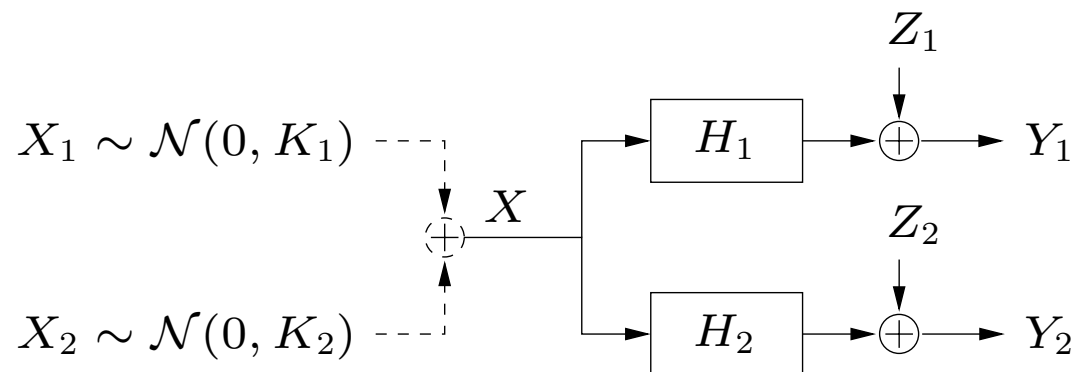 Z₁
X₁ ∼ 𝒩(0, K₁)
H₁
Y₁
X
Z₂
X₂ ∼ 𝒩(0, K₂)
H₂
Y₂